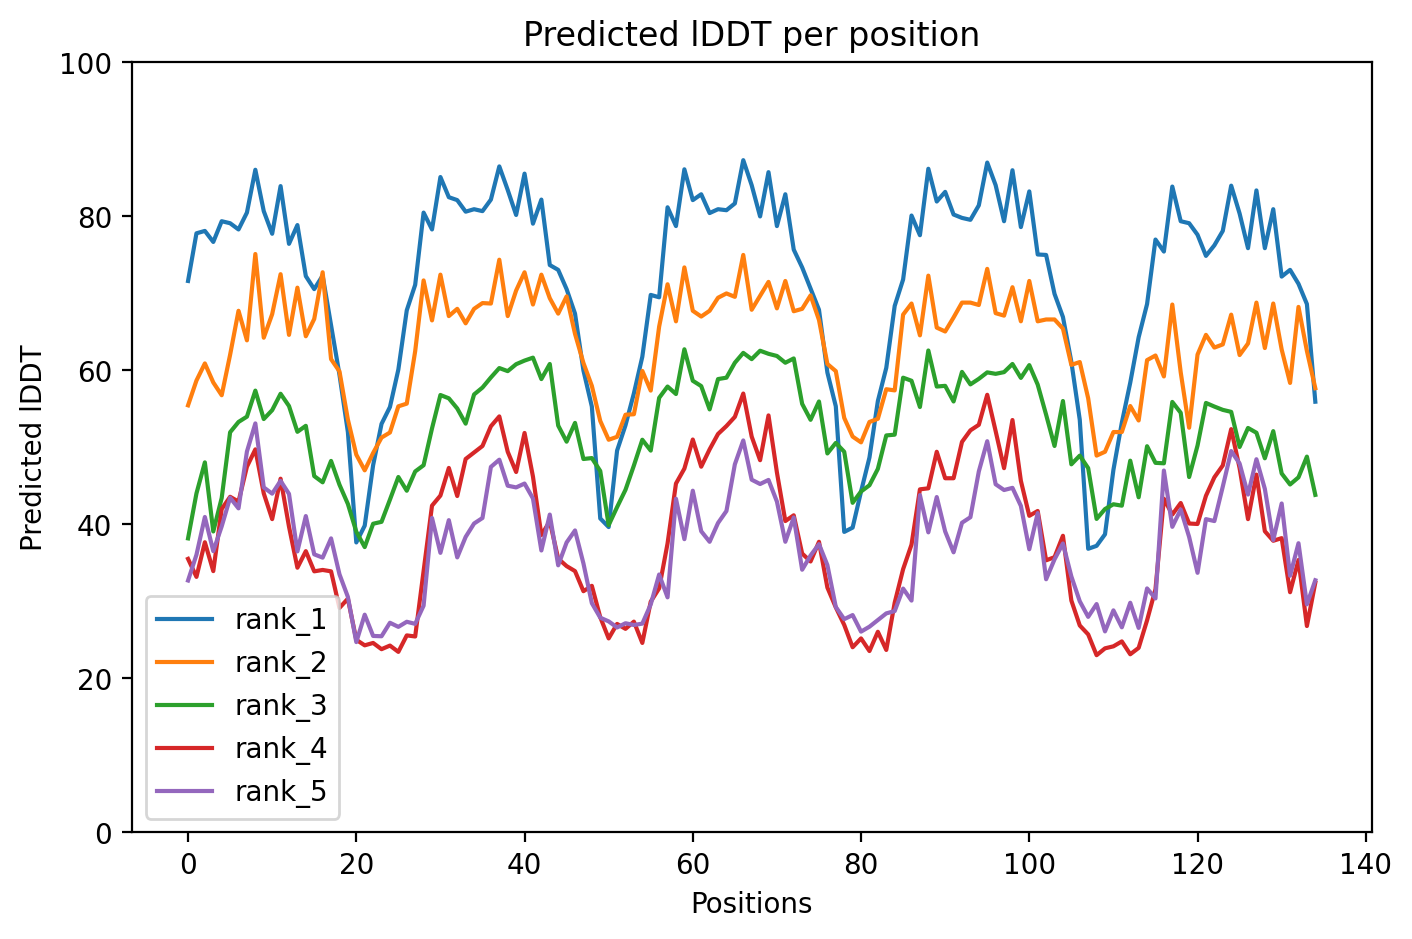 Predicted lDDT per position
Predicted lDDT
100
80
60
40
20
0
rank_1
rank_2
rank_3
rank_4
rank_5
0 20 40 60 80 100 120 140
Positions